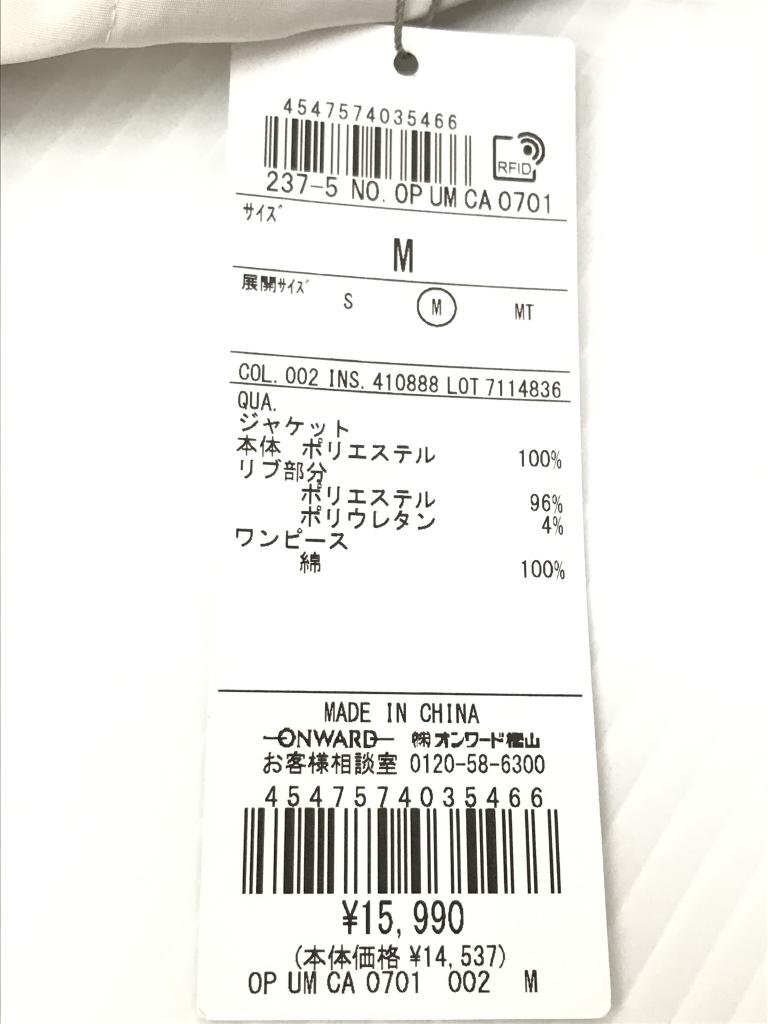 4547574035466
RFID
237-5 NO. OP UM CA 0701
サイズ
M
展開サイズ S M MT
COL. 002 INS. 410888 LOT 7114836
QUA.
ジャケット
本体 ポリエステル 100%
リブ部分
ポリエステル 96%
ポリウレタン 4%
ワンピース
綿 100%
MADE IN CHINA
ONWARD ㈱オンワード樫山
お客様相談室 0120-58-6300
4547574035466
¥15,990
(本体価格 ¥14,537)
OP UM CA 0701 002 M